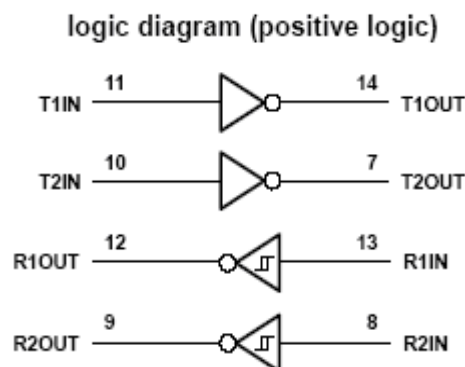 logic diagram (positive logic)
T1IN 11 14 T1OUT
T2IN 10 7 T2OUT
R1OUT 12 13 R1IN
R2OUT 9 8 R2IN